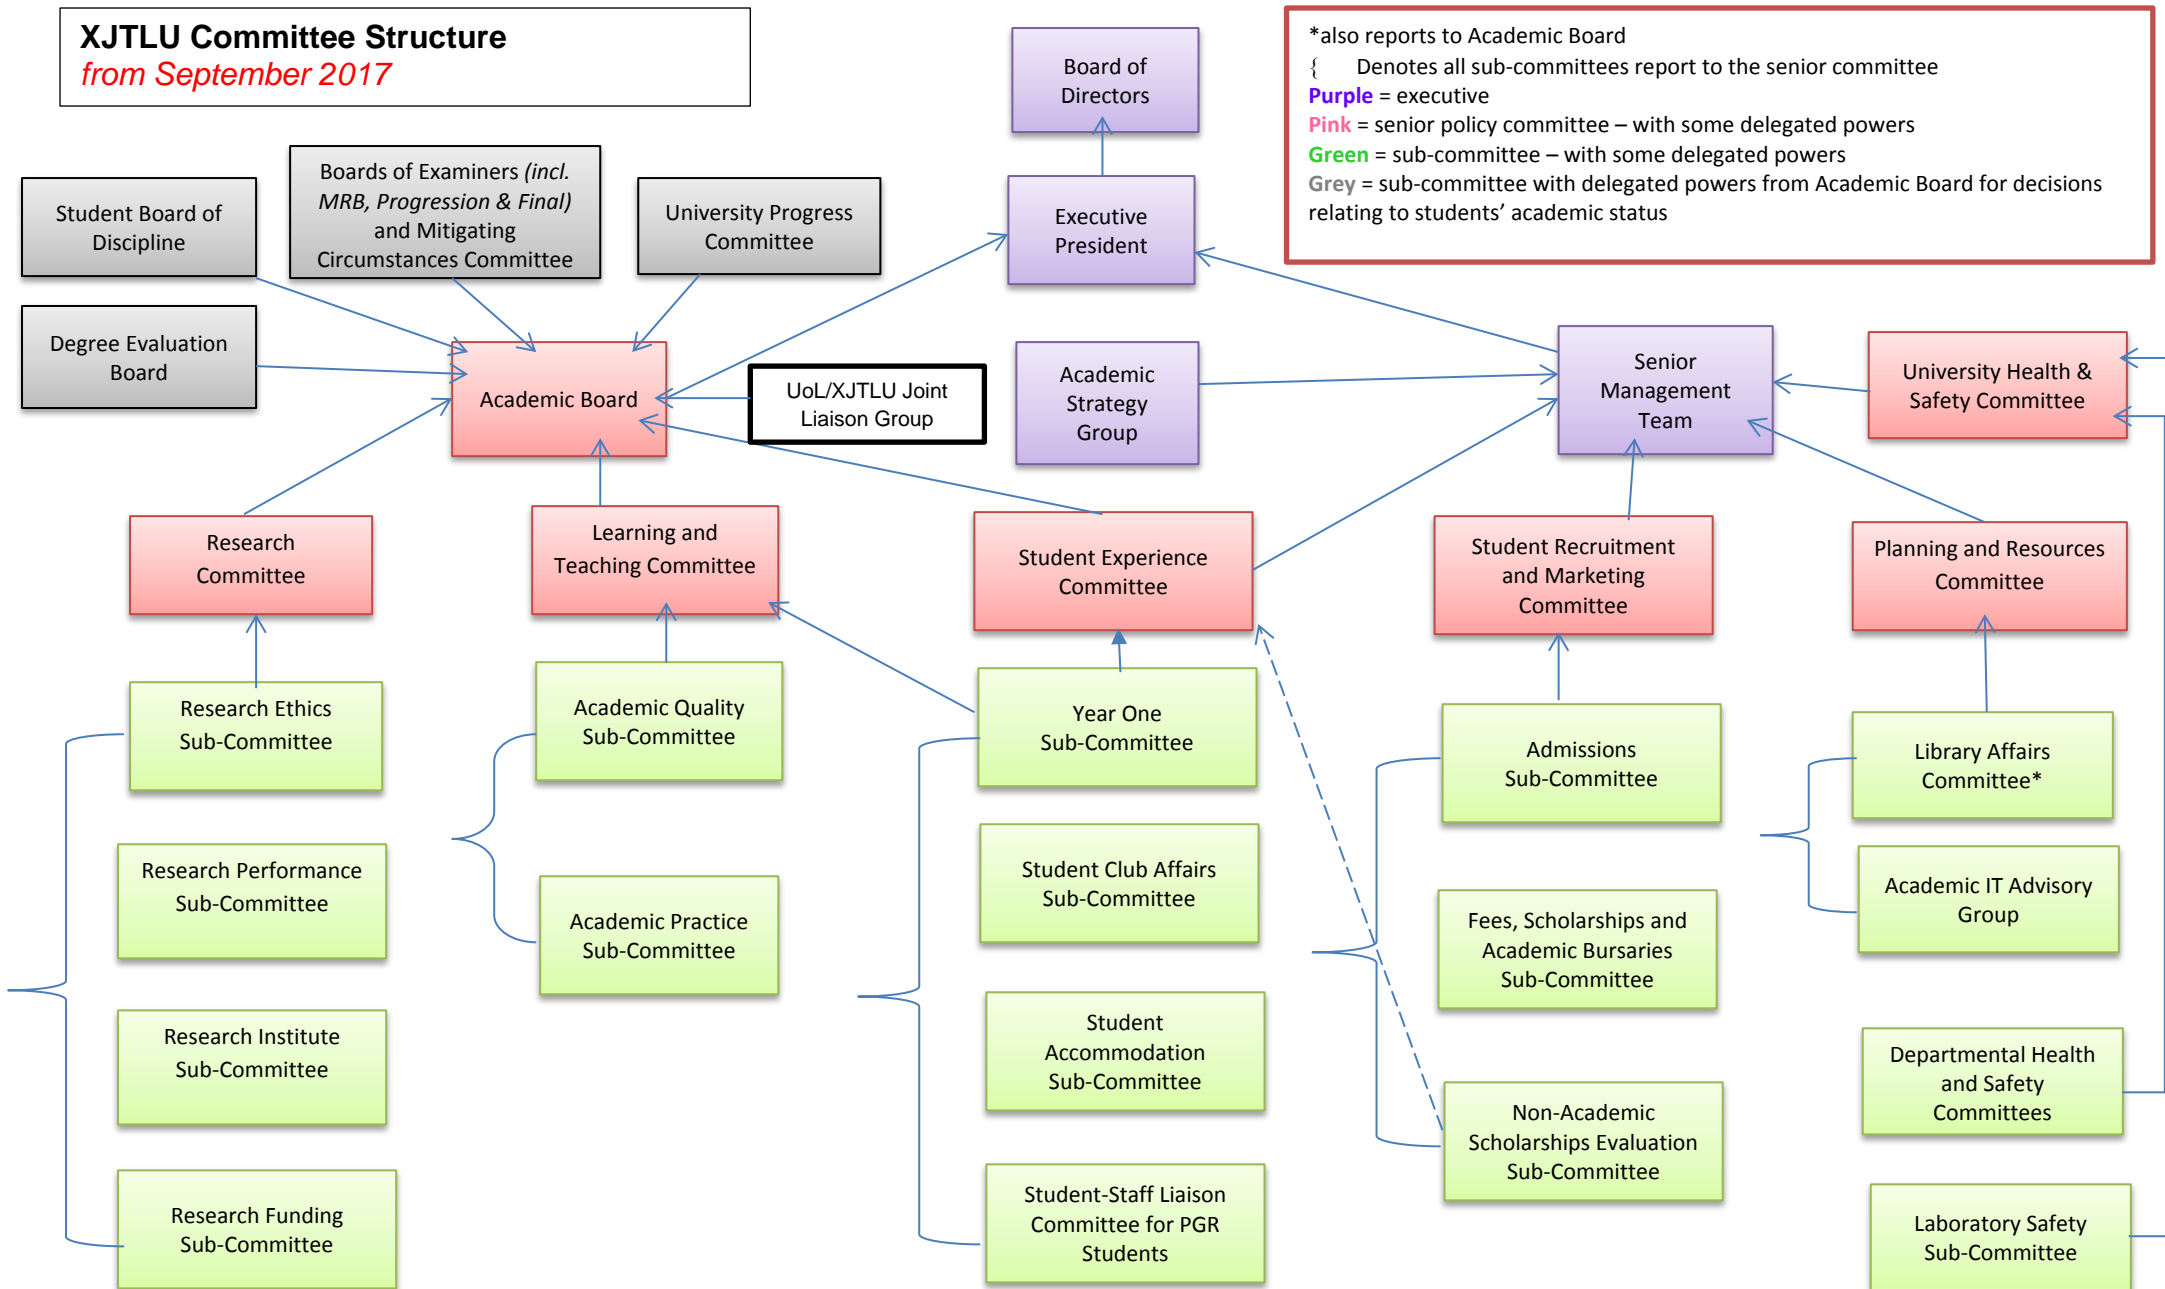 XJTLU Committee Structure
from September 2017
*also reports to Academic Board
{ Denotes all sub-committees report to the senior committee
Purple = executive
Pink = senior policy committee – with some delegated powers
Green = sub-committee – with some delegated powers
Grey = sub-committee with delegated powers from Academic Board for decisions
relating to students’ academic status
Board of
Directors
Student Board of
Discipline
Boards of Examiners (incl.
MRB, Progression & Final)
and Mitigating
Circumstances Committee
University Progress
Committee
Executive
President
Degree Evaluation
Board
Academic Board
UoL/XJTLU Joint
Liaison Group
Academic
Strategy
Group
Senior
Management
Team
University Health &
Safety Committee
Research
Committee
Learning and
Teaching Committee
Student Experience
Committee
Student Recruitment
and Marketing
Committee
Planning and Resources
Committee
Research Ethics
Sub-Committee
Academic Quality
Sub-Committee
Year One
Sub-Committee
Admissions
Sub-Committee
Library Affairs
Committee*
Research Performance
Sub-Committee
Academic Practice
Sub-Committee
Student Club Affairs
Sub-Committee
Fees, Scholarships and
Academic Bursaries
Sub-Committee
Academic IT Advisory
Group
Research Institute
Sub-Committee
Student
Accommodation
Sub-Committee
Non-Academic
Scholarships Evaluation
Sub-Committee
Departmental Health
and Safety
Committees
Research Funding
Sub-Committee
Student-Staff Liaison
Committee for PGR
Students
Laboratory Safety
Sub-Committee